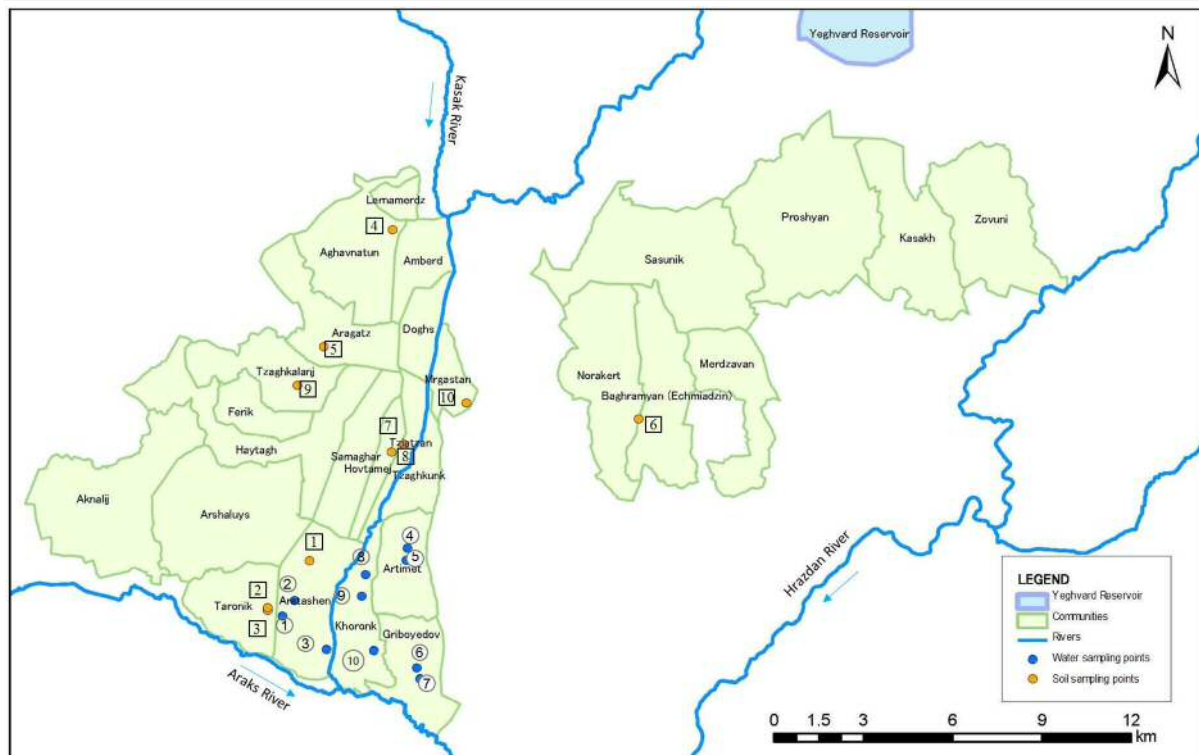 Yeghvard Reservoir
N
Kasak River
Lernamerdz
4
Aghavnatun
Amberd
Proshyan
Kasakh
Zovuni
Sasunik
Doghs
Aragatz
5
Tzaghkalanj
9
Mrgastan
10
Norakert
Merdzavan
Baghramyan (Echmiadzin)
6
Ferik
7
Tziatzan
8
Haytagh
Samaghar
Hovtamej
Tzaghkunk
Aknalij
Arshaluys
1
4
5
8
Artimet
2
2
Aratashen
9
Taronik
1
3
Khoronk
Griboyedov
3
10
6
7
Araks River
Hrazdan River
LEGEND
Yeghvard Reservoir
Communities
Rivers
Water sampling points
Soil sampling points
0 1.5 3 6 9 12
km